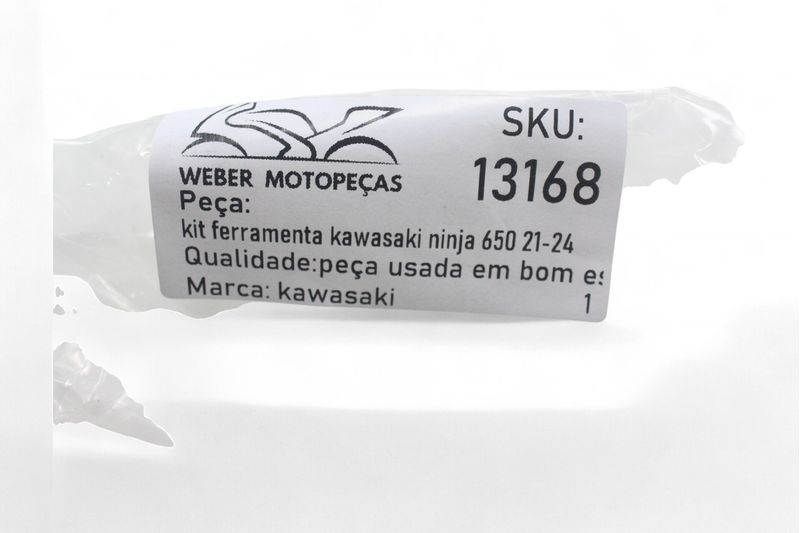 SKU:
13168
WEBER MOTOPEÇAS
Peça:
kit ferramenta kawasaki ninja 650 21-24
Qualidade:peça usada em bom es
Marca: kawasaki
1